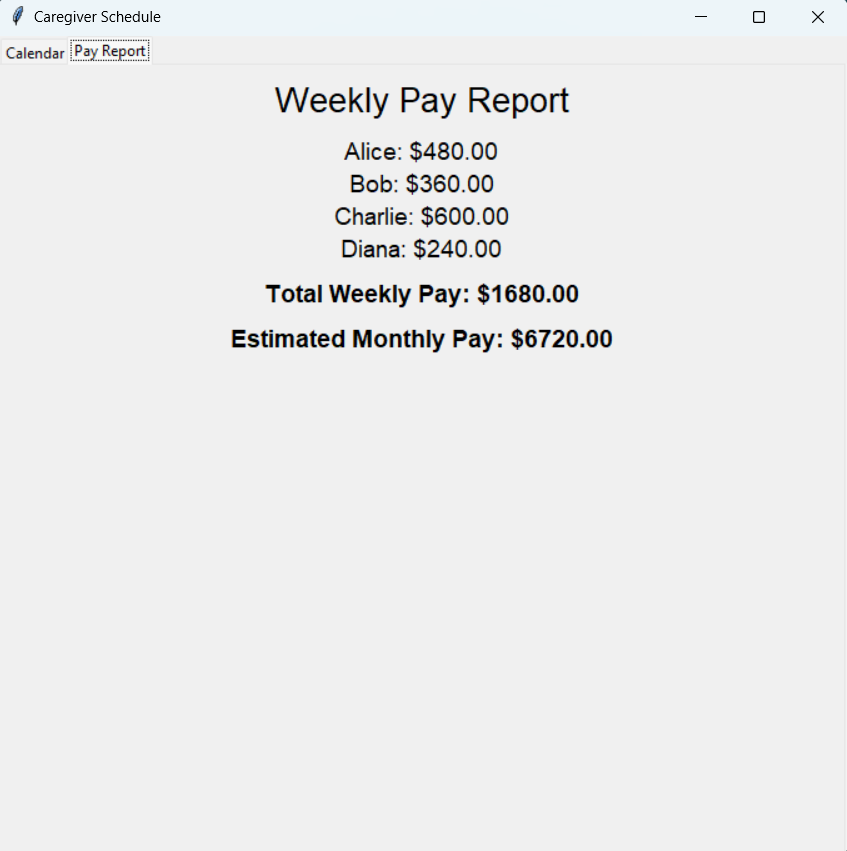 Caregiver Schedule
Calendar Pay Report
Weekly Pay Report
Alice: $480.00
Bob: $360.00
Charlie: $600.00
Diana: $240.00
Total Weekly Pay: $1680.00
Estimated Monthly Pay: $6720.00